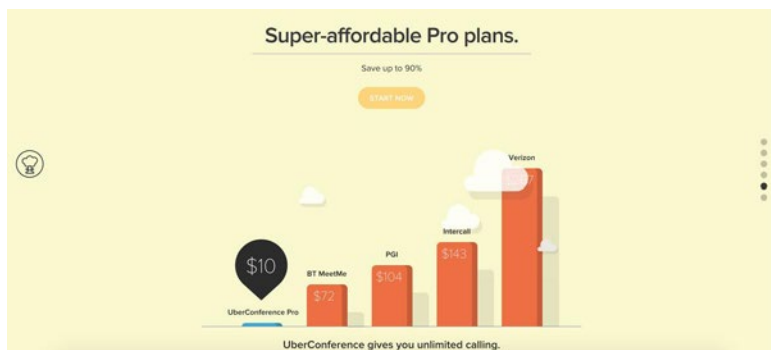 Super-affordable Pro plans.
Save up to 90%
START NOW
Verizon
Intercall
$143
PGI
$104
BT MeetMe
$72
$10
UberConference Pro
UberConference gives you unlimited calling.